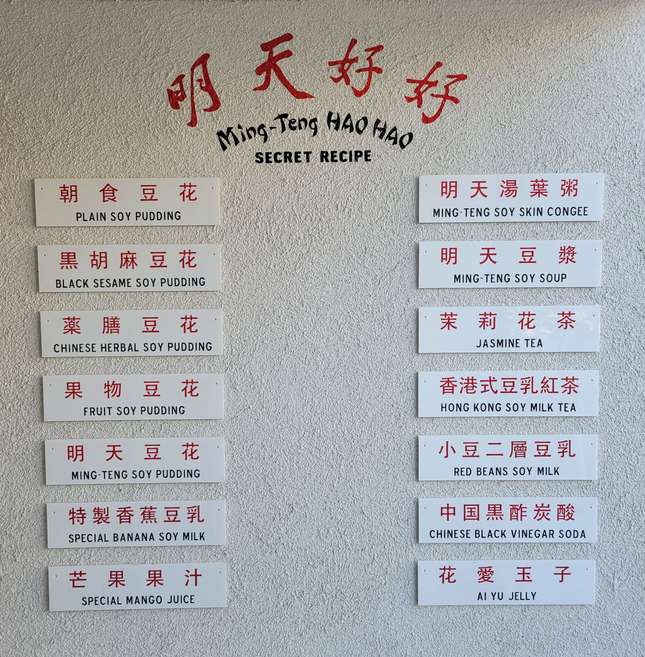 明天好好
Ming-Teng HAO HAO
SECRET RECIPE
朝食豆花
PLAIN SOY PUDDING
黒胡麻豆花
BLACK SESAME SOY PUDDING
薬膳豆花
CHINESE HERBAL SOY PUDDING
果物豆花
FRUIT SOY PUDDING
明天豆花
MING-TENG SOY PUDDING
特製香蕉豆乳
SPECIAL BANANA SOY MILK
芒果果汁
SPECIAL MANGO JUICE
明天湯葉粥
MING-TENG SOY SKIN CONGEE
明天豆漿
MING-TENG SOY SOUP
茉莉花茶
JASMINE TEA
香港式豆乳紅茶
HONG KONG SOY MILK TEA
小豆二層豆乳
RED BEANS SOY MILK
中国黒酢炭酸
CHINESE BLACK VINEGAR SODA
花愛玉子
AI YU JELLY